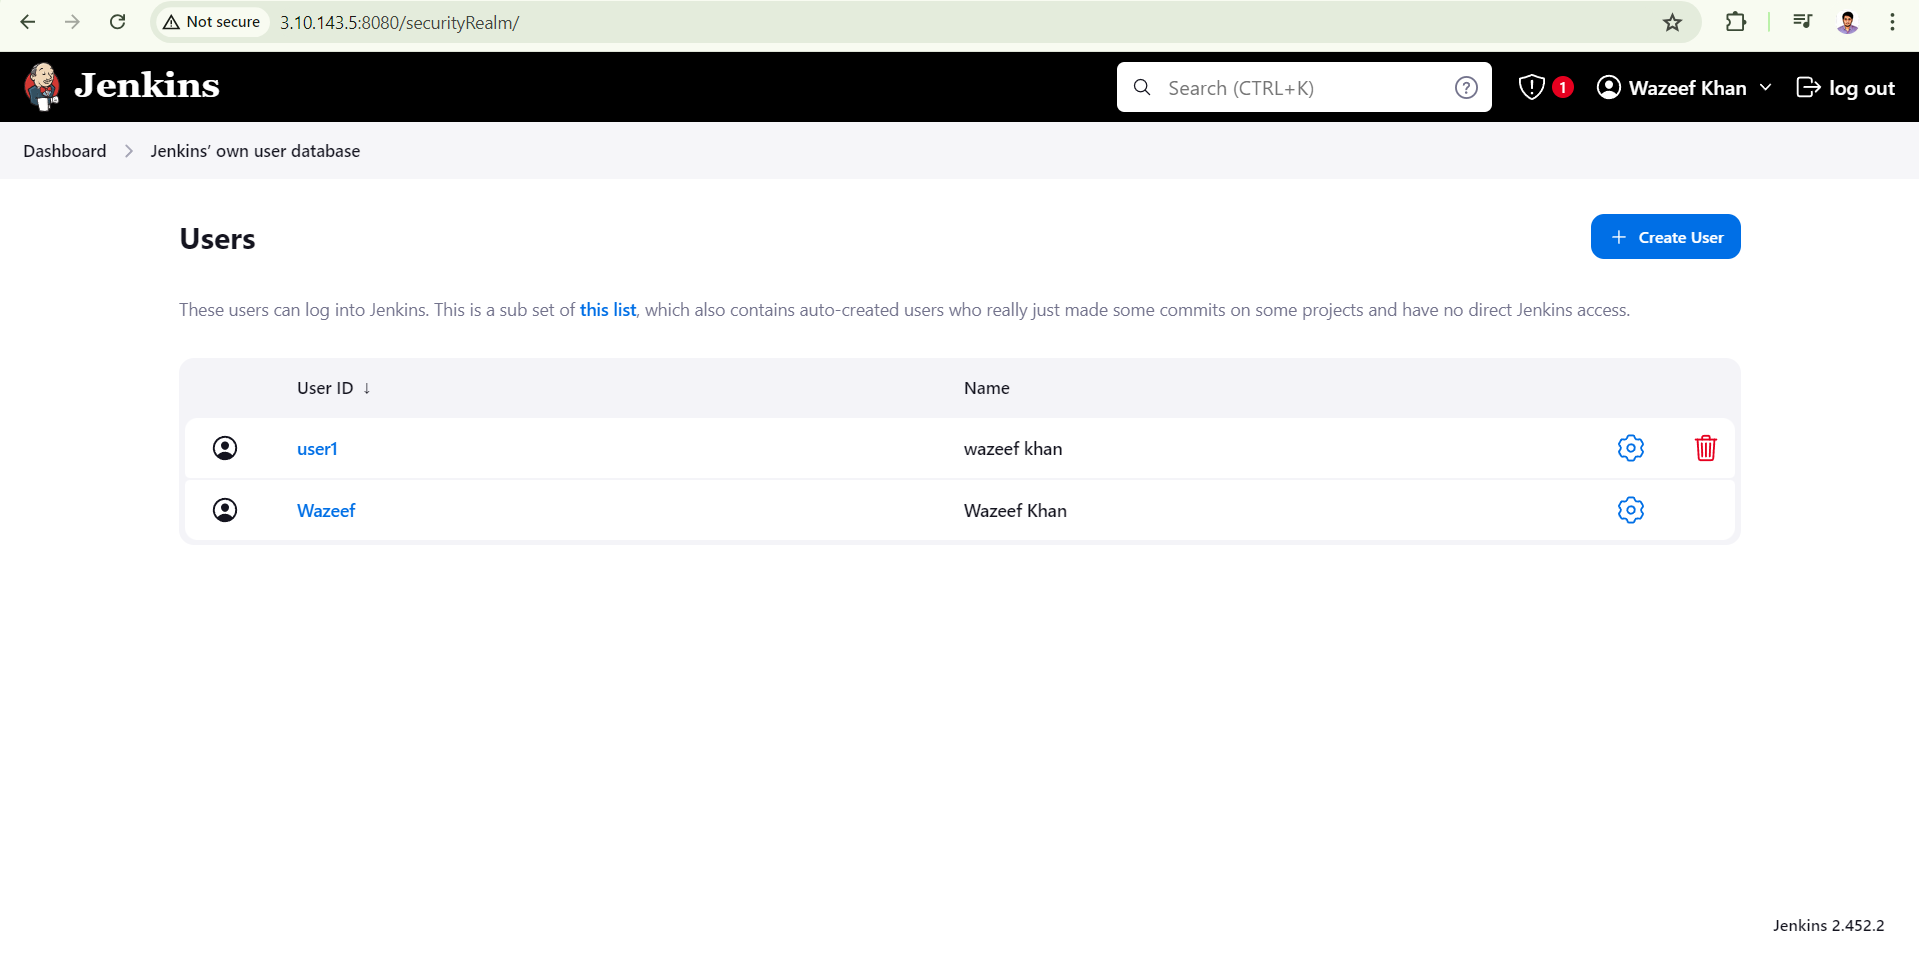 Not secure 3.10.143.5:8080/securityRealm/
Jenkins Search (CTRL+K) ? 1 Wazeef Khan log out
Dashboard Jenkins’ own user database
Users + Create User
These users can log into Jenkins. This is a sub set of this list, which also contains auto-created users who really just made some commits on some projects and have no direct Jenkins access.
User ID ↓ Name
user1 wazeef khan
Wazeef Wazeef Khan
Jenkins 2.452.2